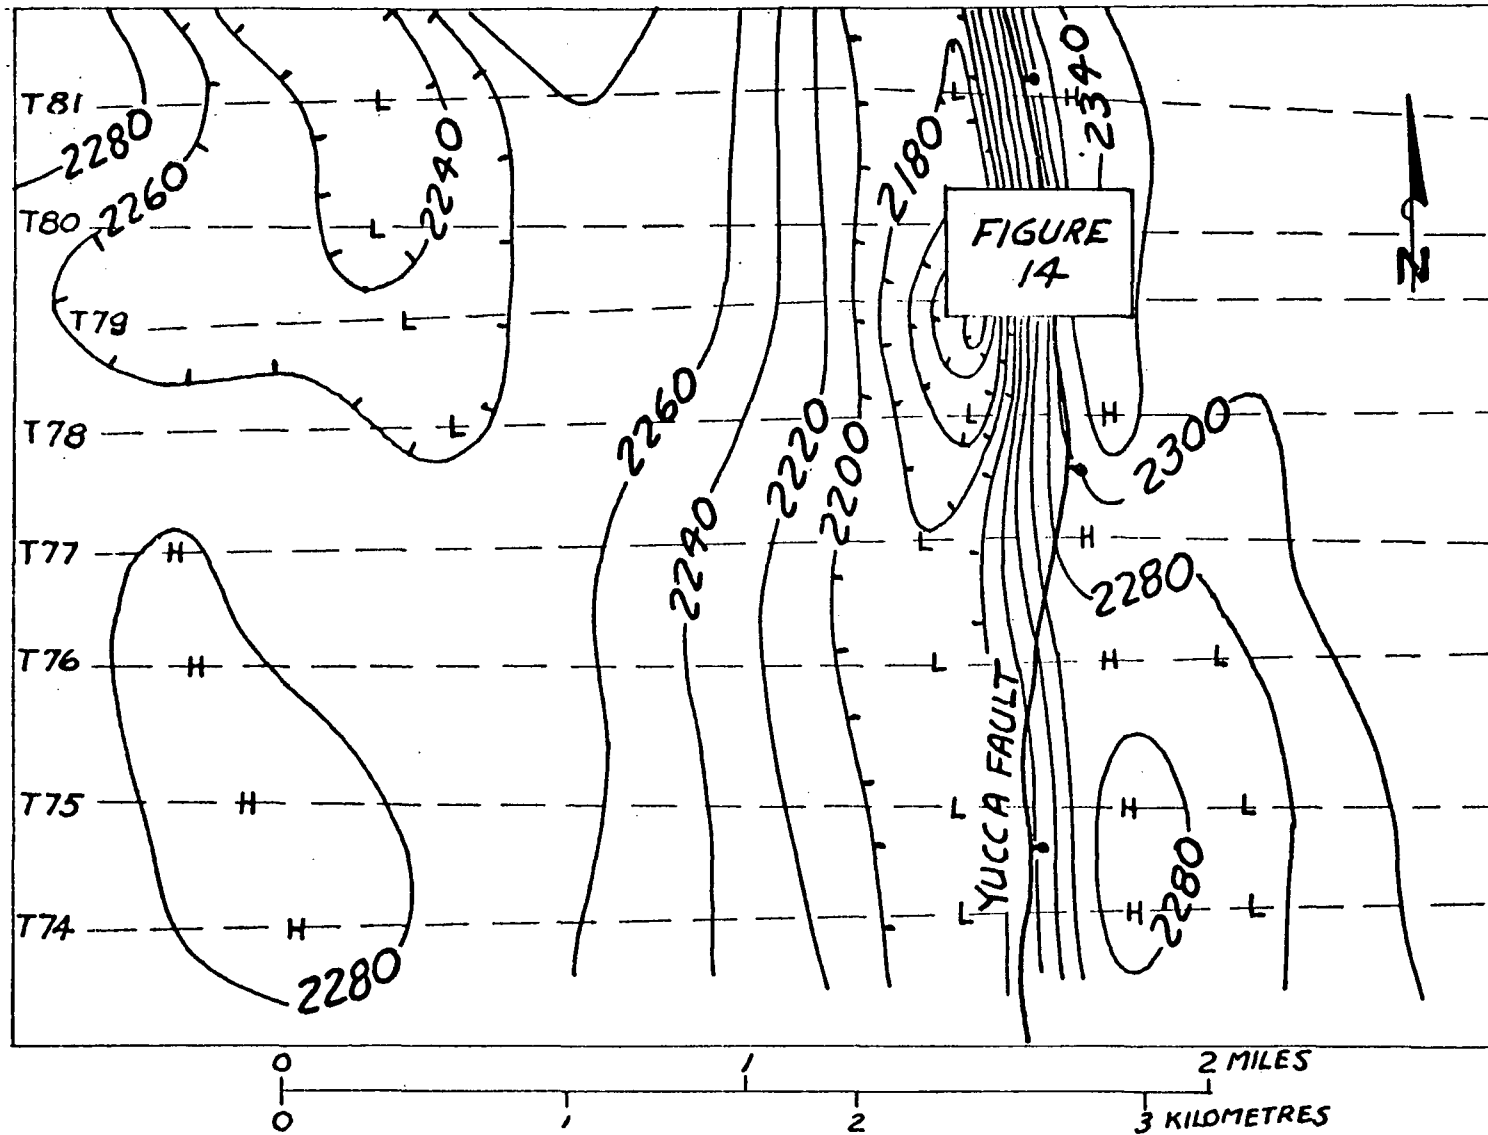 T81
L
L
H
2340
2280
2260
2240
2180
T80
L
FIGURE
14
N
T79
L
T78
L
L
H
2260
2220
2200
2300
T77
H
L
H
2240
2280
T76
H
L
H
L
YUCCA FAULT
T75
H
L
H
L
T74
H
L
H
L
2280
2280
0 1 2 MILES
0 1 2 3 KILOMETRES